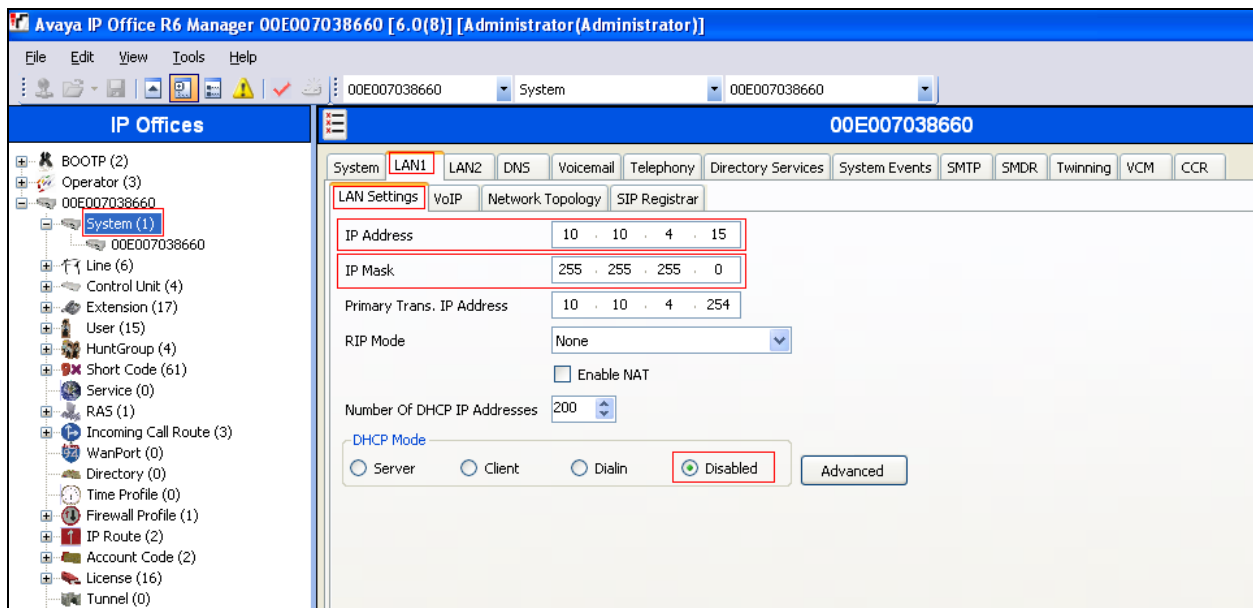 Avaya IP Office R6 Manager 00E007038660 [6.0(8)] [Administrator(Administrator)]
File Edit View Tools Help
00E007038660 System 00E007038660
IP Offices
00E007038660
BOOTP (2)
Operator (3)
00E007038660
System (1)
00E007038660
Line (6)
Control Unit (4)
Extension (17)
User (15)
HuntGroup (4)
Short Code (61)
Service (0)
RAS (1)
Incoming Call Route (3)
WanPort (0)
Directory (0)
Time Profile (0)
Firewall Profile (1)
IP Route (2)
Account Code (2)
License (16)
Tunnel (0)
System LAN1 LAN2 DNS Voicemail Telephony Directory Services System Events SMTP SMDR Twinning VCM CCR
LAN Settings VoIP Network Topology SIP Registrar
IP Address 10 . 10 . 4 . 15
IP Mask 255 . 255 . 255 . 0
Primary Trans. IP Address 10 . 10 . 4 . 254
RIP Mode None
Enable NAT
Number Of DHCP IP Addresses 200
DHCP Mode
Server Client Dialin Disabled Advanced